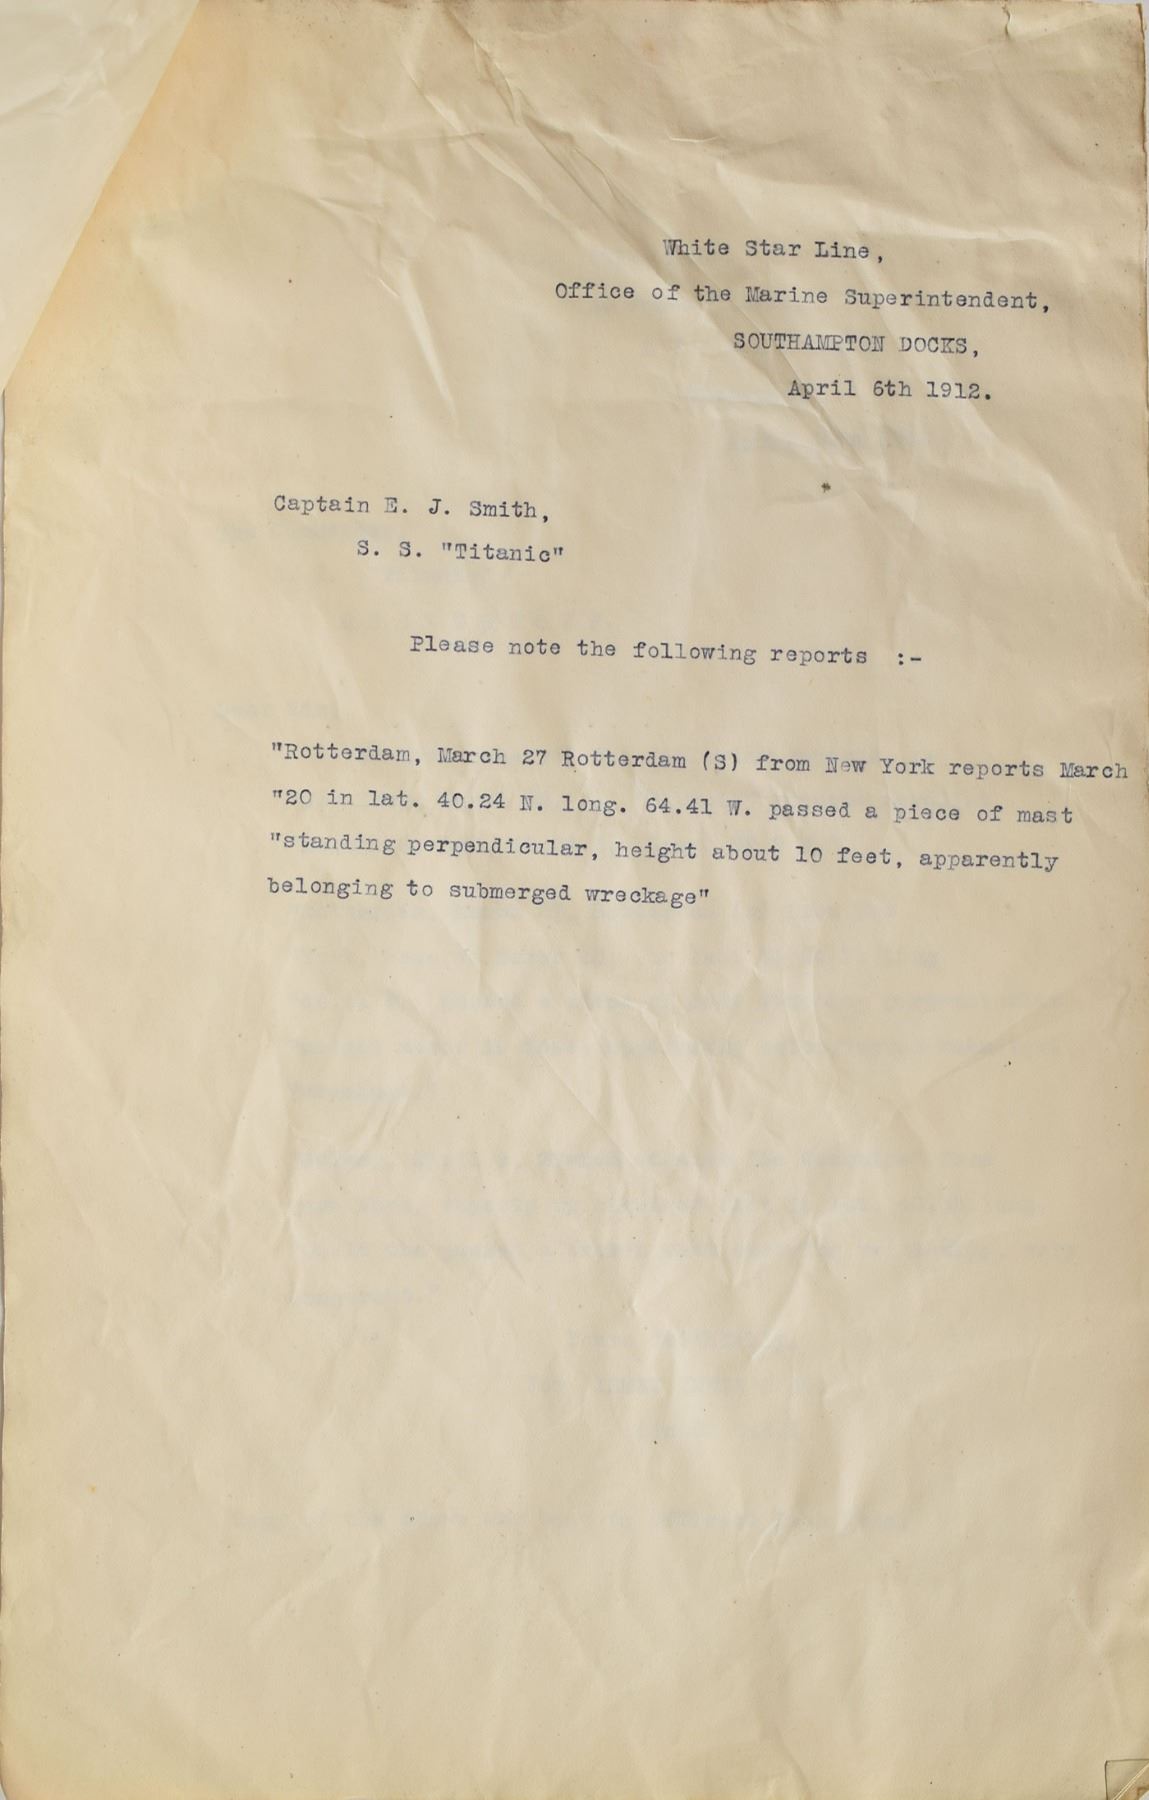 White Star Line,
Office of the Marine Superintendent,
SOUTHAMPTON DOCKS,
April 6th 1912.
Captain E. J. Smith,
S. S. "Titanic"
Please note the following reports :-
"Rotterdam, March 27 Rotterdam (S) from New York reports March
"20 in lat. 40.24 N. long. 64.41 W. passed a piece of mast
"standing perpendicular, height about 10 feet, apparently
belonging to submerged wreckage"